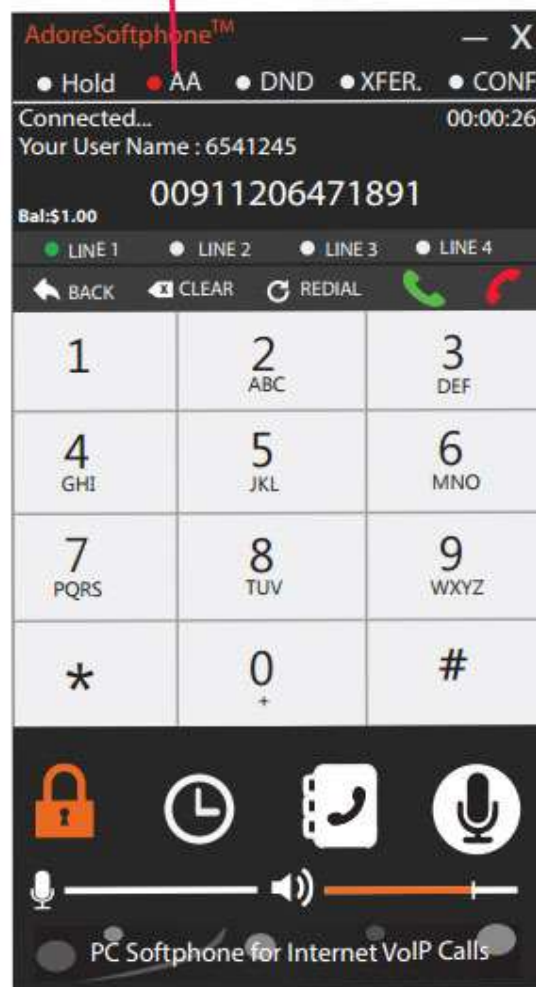 AdoreSoftphone™ – X
Hold AA DND XFER. CONF
Connected... 00:00:26
Your User Name : 6541245
00911206471891
Bal:$1.00
LINE 1 LINE 2 LINE 3 LINE 4
BACK CLEAR REDIAL
1 2 3
ABC DEF
4 5 6
GHI JKL MNO
7 8 9
PQRS TUV WXYZ
* 0 #
+
PC Softphone for Internet VoIP Calls